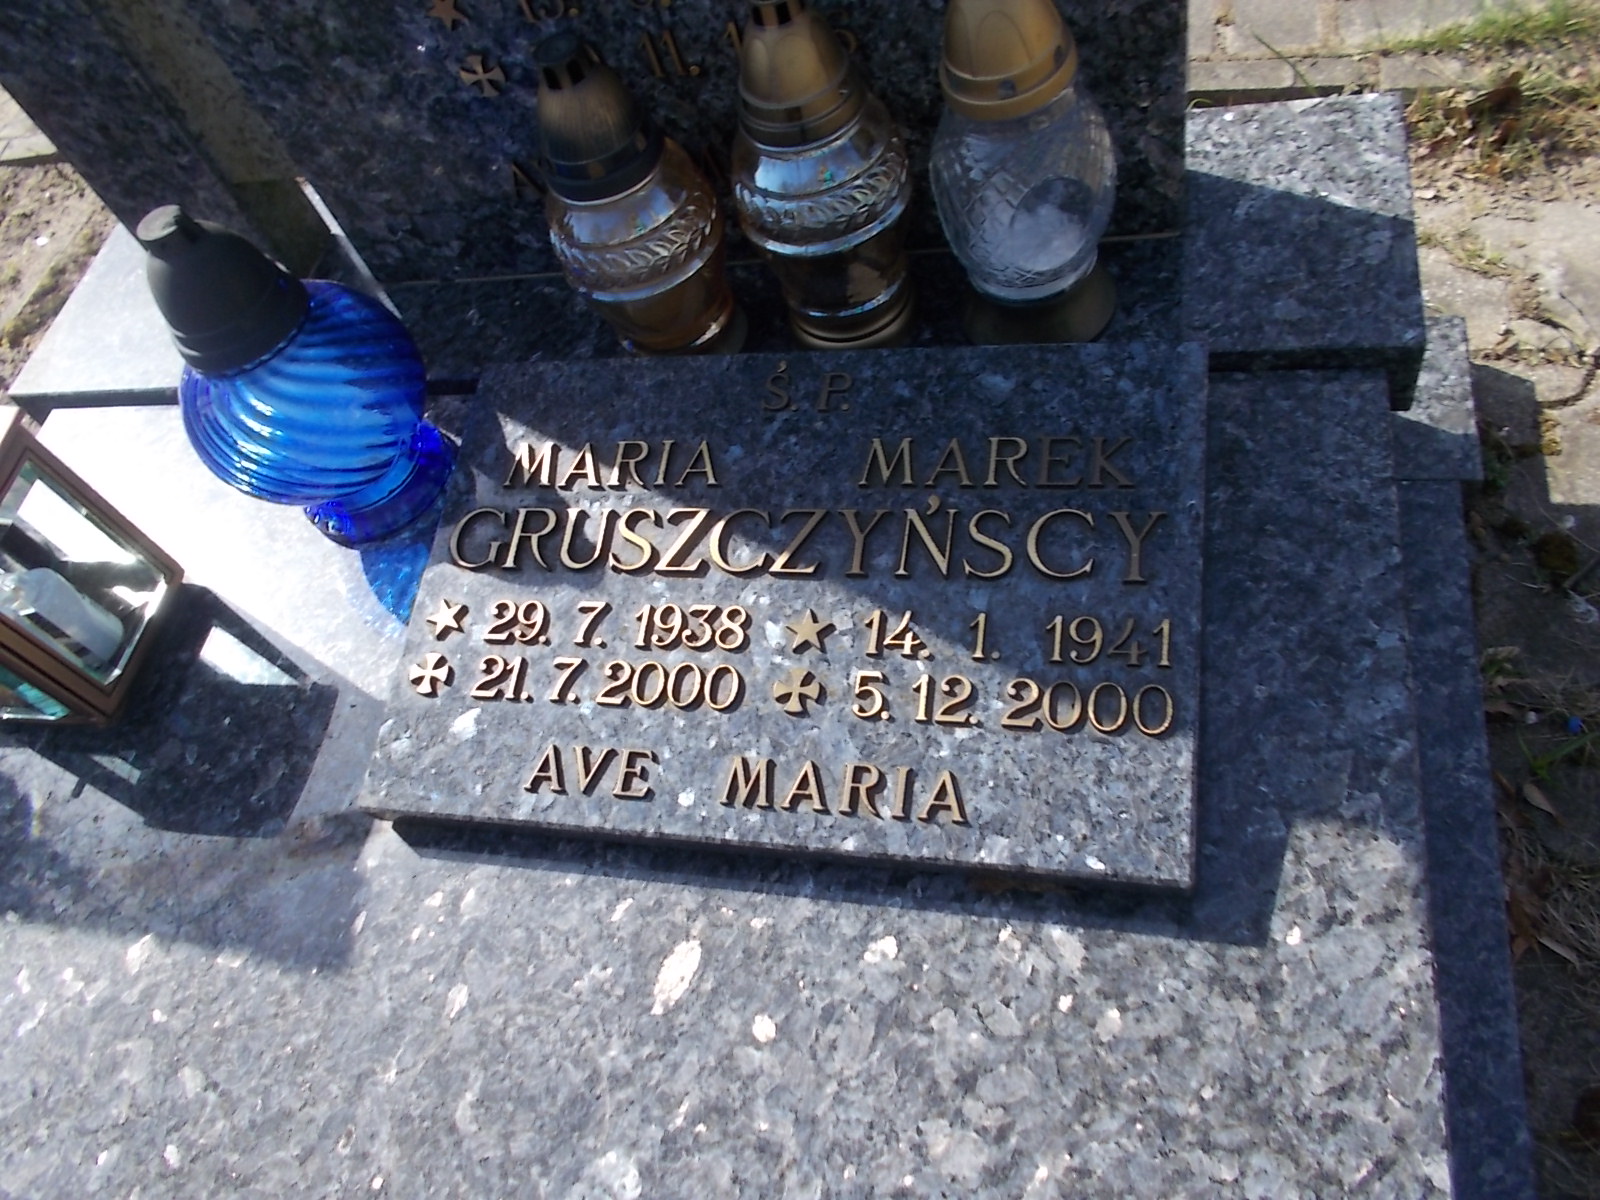 Ś. P.
MARIA MAREK
GRUSZCZYŃSCY
29. 7. 1938 14. 1. 1941
21. 7. 2000 5. 12. 2000
AVE MARIA